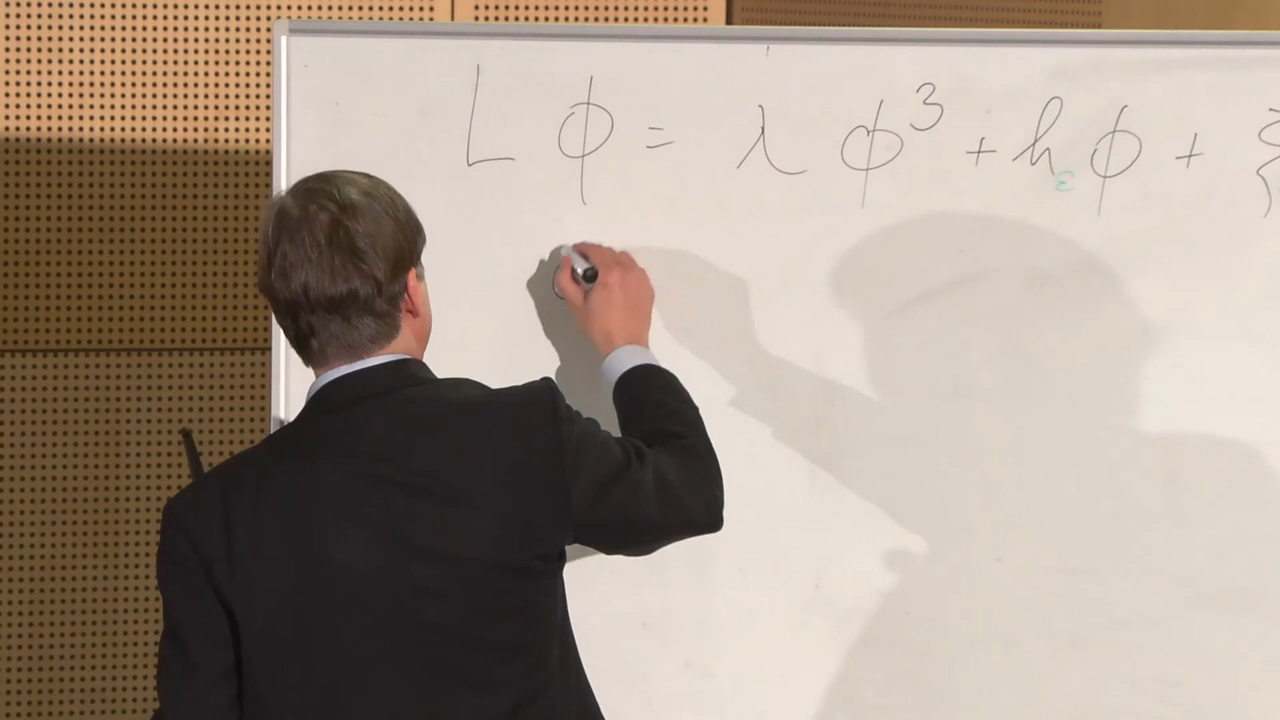 L ϕ = λ ϕ³ + h_ε ϕ + ξ